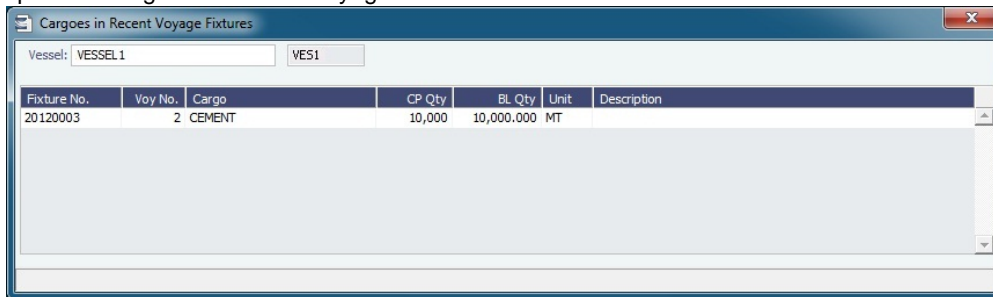 Cargoes in Recent Voyage Fixtures
Vessel: VESSEL1 VES1
Fixture No. Voy No. Cargo CP Qty BL Qty Unit Description
20120003 2 CEMENT 10,000 10,000.000 MT